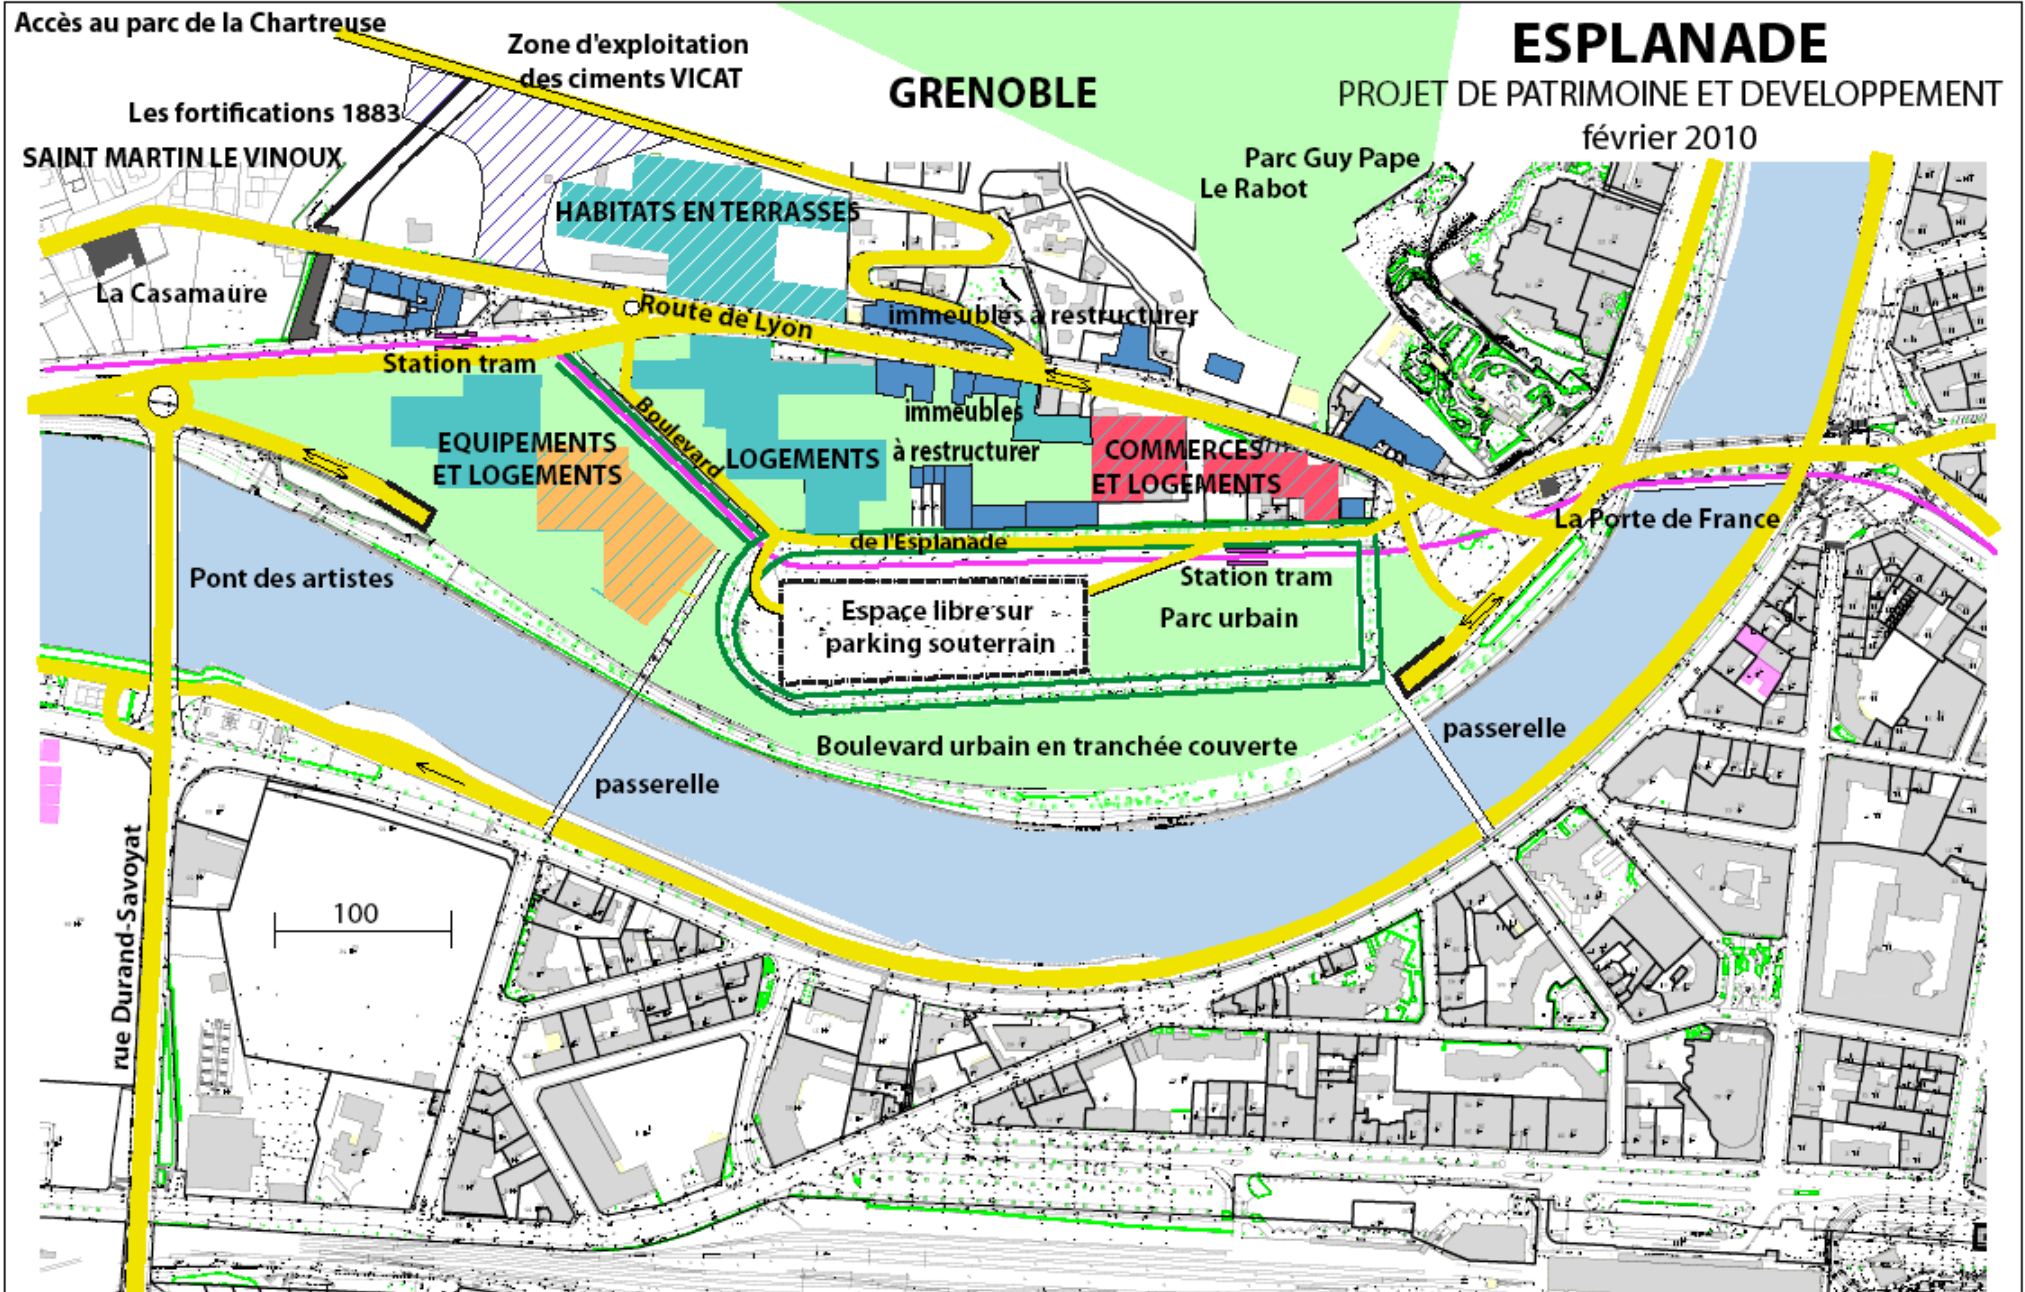 Accès au parc de la Chartreuse
Zone d'exploitation
des ciments VICAT
GRENOBLE
ESPLANADE
PROJET DE PATRIMOINE ET DEVELOPPEMENT
février 2010
Les fortifications 1883
SAINT MARTIN LE VINOUX
Parc Guy Pape
Le Rabot
HABITATS EN TERRASSES
La Casamaure
Route de Lyon
immeubles à restructurer
Station tram
Boulevard
immeubles
à restructurer
EQUIPEMENTS
ET LOGEMENTS
LOGEMENTS
COMMERCES
ET LOGEMENTS
La Porte de France
de l'Esplanade
Pont des artistes
Station tram
Espace libre sur
parking souterrain
Parc urbain
passerelle
Boulevard urbain en tranchée couverte
passerelle
rue Durand-Savoyat
100